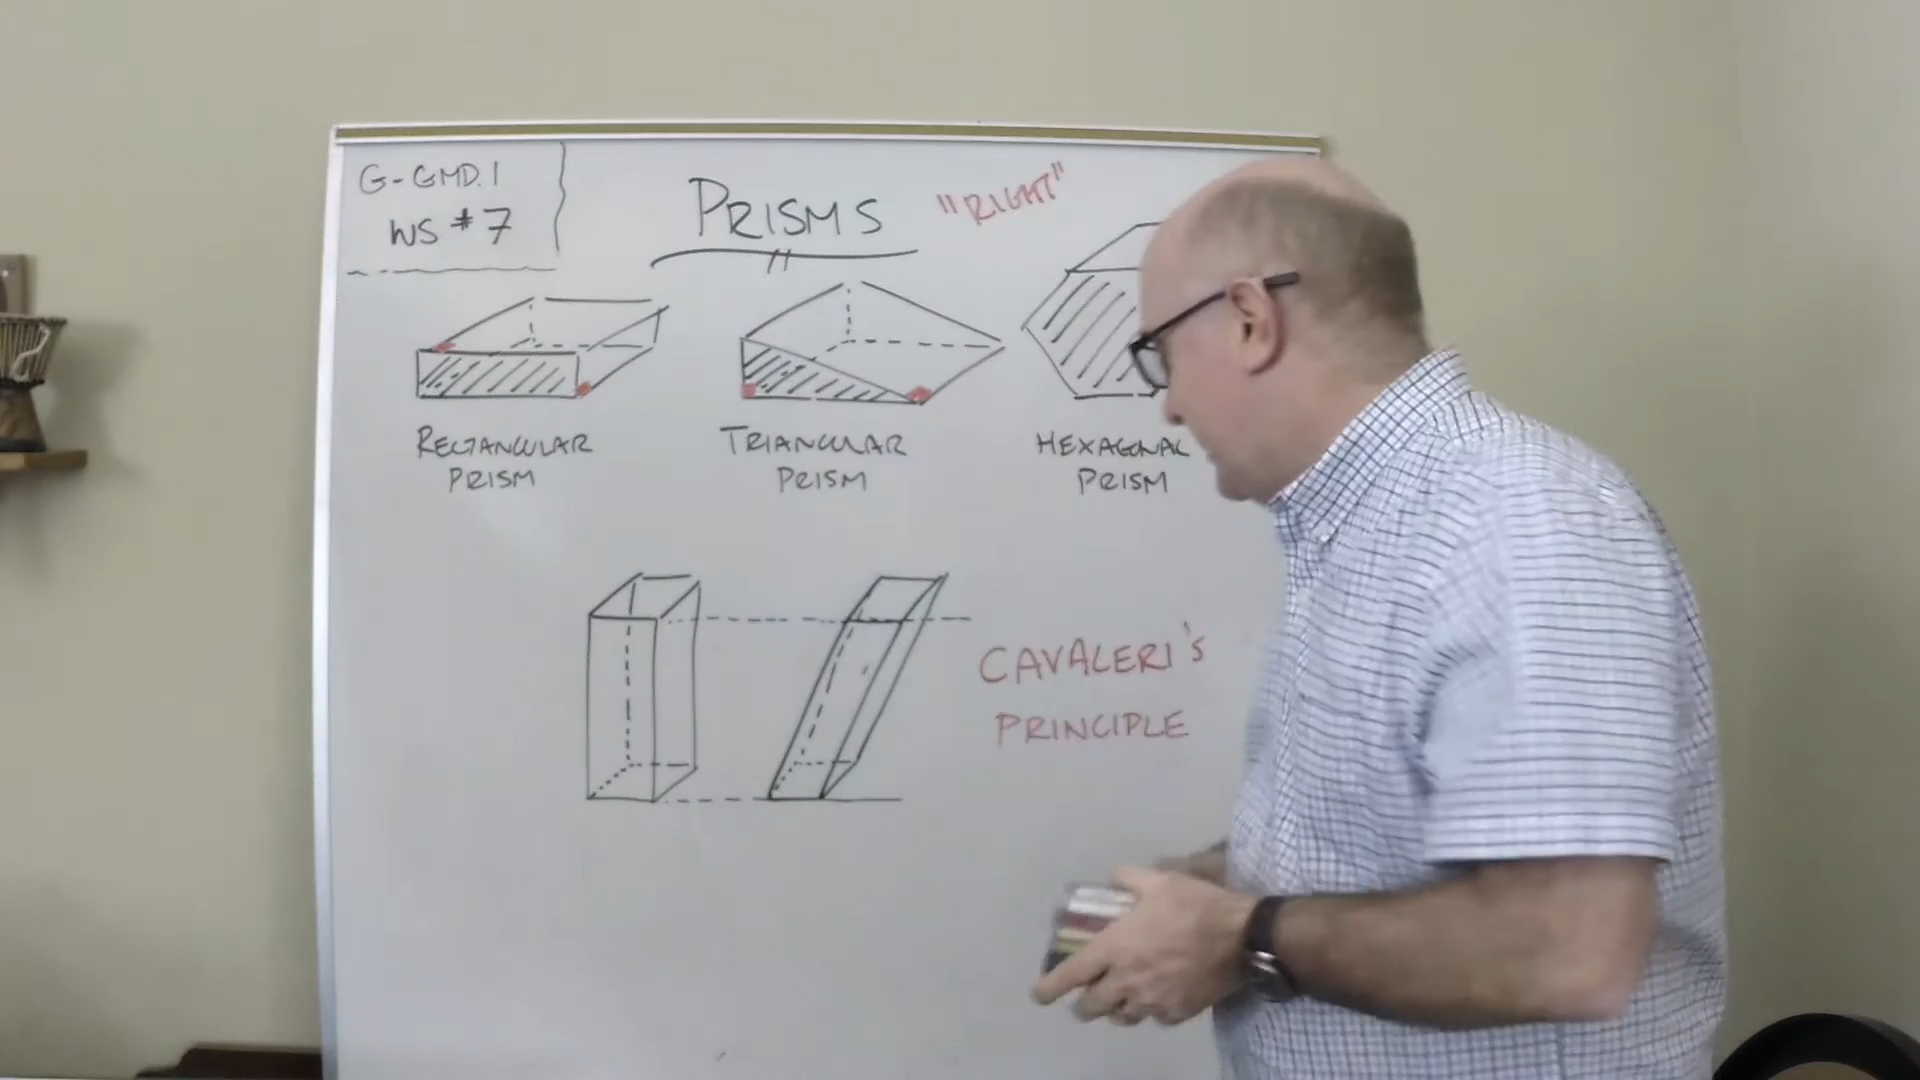 G-GMD.1
WS #7
PRISMS
"RIGHT"
RECTANGULAR
PRISM
TRIANGULAR
PRISM
HEXAGONAL
PRISM
CAVALERI'S
PRINCIPLE